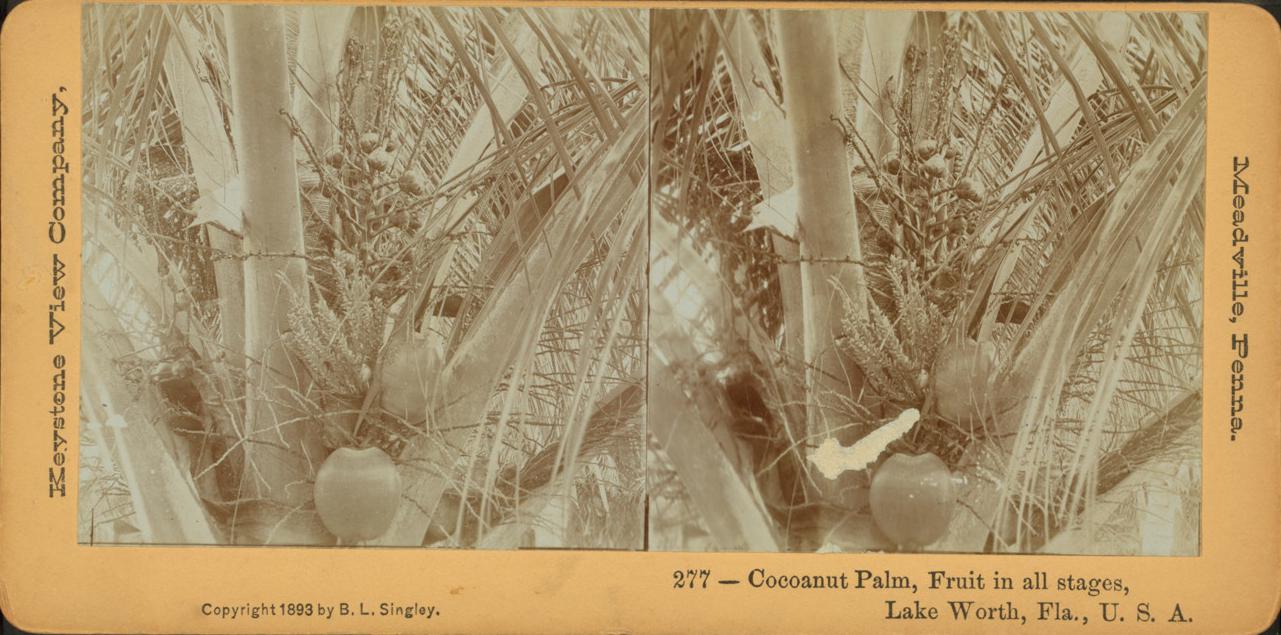 Keystone View Company,
Meadville, Penna.
277 — Cocoanut Palm, Fruit in all stages,
Lake Worth, Fla., U. S. A.
Copyright 1893 by B. L. Singley.